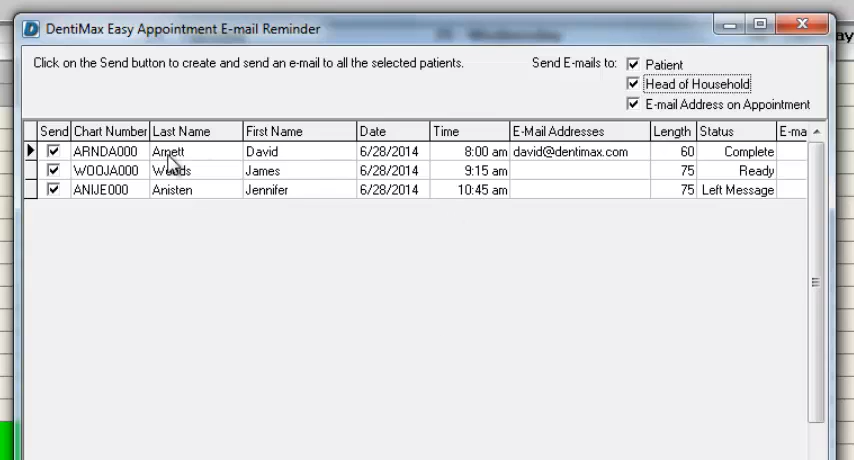 DentiMax Easy Appointment E-mail Reminder
Click on the Send button to create and send an e-mail to all the selected patients.
Send E-mails to:
Patient
Head of Household
E-mail Address on Appointment
Send Chart Number Last Name First Name Date Time E-Mail Addresses Length Status E-ma
ARNDA000 Arnett David 6/28/2014 8:00 am david@dentimax.com 60 Complete
WOOJA000 Woods James 6/28/2014 9:15 am 75 Ready
ANIJE000 Anisten Jennifer 6/28/2014 10:45 am 75 Left Message